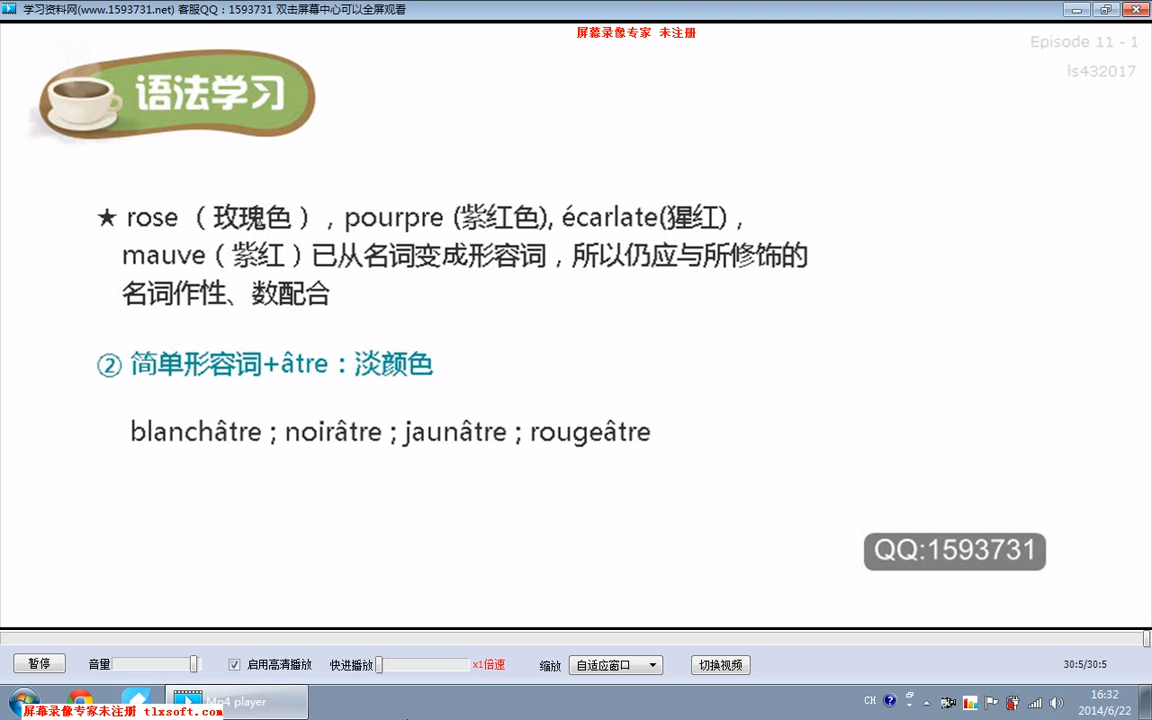 学习资料网(www.1593731.net) 客服QQ：1593731 双击屏幕中心可以全屏观看
屏幕录像专家 未注册
Episode 11 - 1
ls432017
语法学习
★ rose （玫瑰色），pourpre (紫红色), écarlate(猩红)，
mauve（紫红）已从名词变成形容词，所以仍应与所修饰的
名词作性、数配合
② 简单形容词+âtre：淡颜色
blanchâtre ; noirâtre ; jaunâtre ; rougeâtre
QQ:1593731
暂停 音量 启用高清播放 快进播放 x1倍速 缩放 自适应窗口 切换视频 30:5/30:5
Mp4 player
CH
16:32
2014/6/22
屏幕录像专家未注册 tlxsoft.com